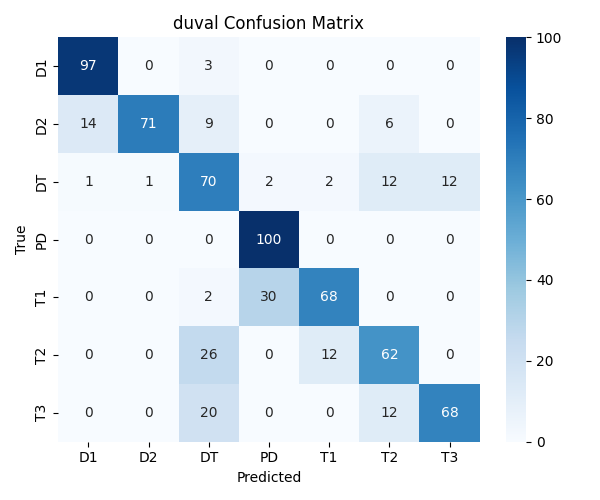 duval Confusion Matrix
True
D1 97 0 3 0 0 0 0
D2 14 71 9 0 0 6 0
DT 1 1 70 2 2 12 12
PD 0 0 0 100 0 0 0
T1 0 0 2 30 68 0 0
T2 0 0 26 0 12 62 0
T3 0 0 20 0 0 12 68
D1 D2 DT PD T1 T2 T3
Predicted
100
80
60
40
20
0